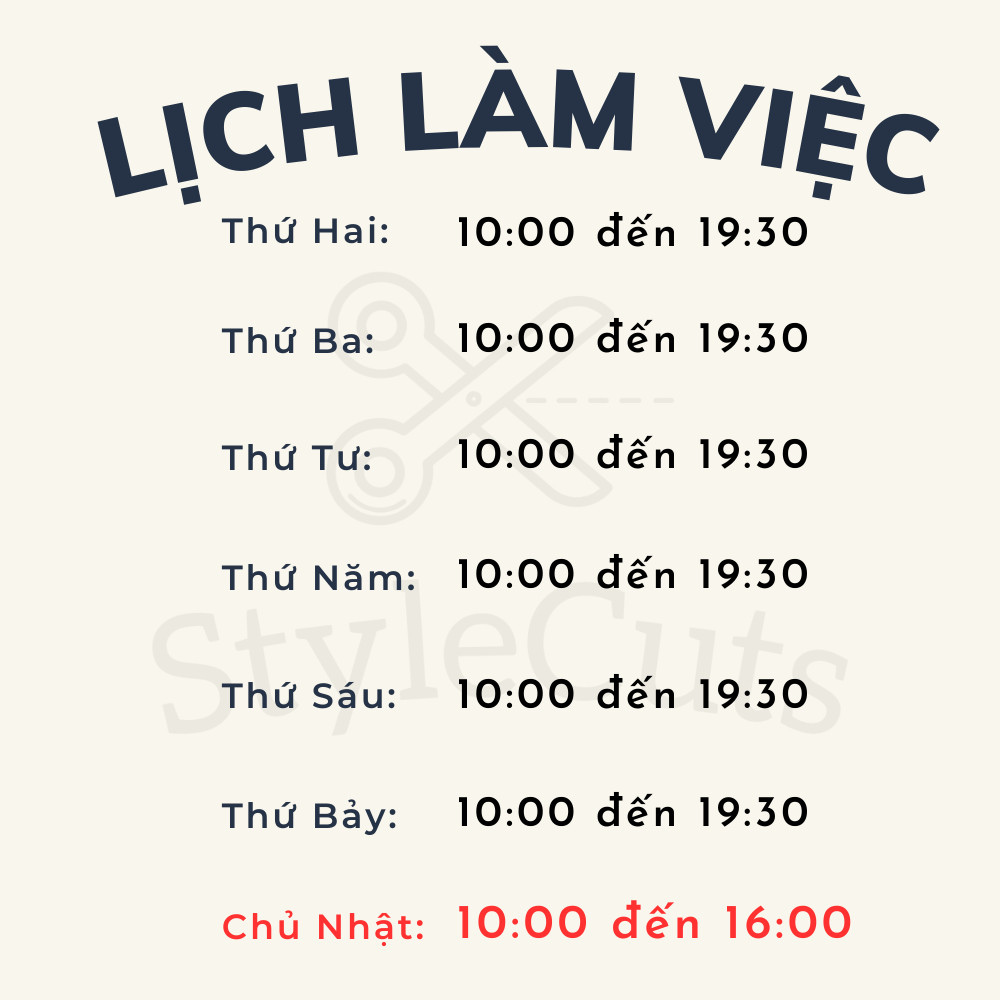 LỊCH LÀM VIỆC
Thứ Hai: 10:00 đến 19:30
Thứ Ba: 10:00 đến 19:30
Thứ Tư: 10:00 đến 19:30
Thứ Năm: 10:00 đến 19:30
StyleCuts
Thứ Sáu: 10:00 đến 19:30
Thứ Bảy: 10:00 đến 19:30
Chủ Nhật: 10:00 đến 16:00